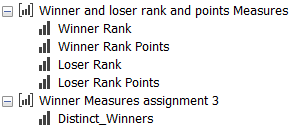 Winner and loser rank and points Measures
Winner Rank
Winner Rank Points
Loser Rank
Loser Rank Points
Winner Measures assignment 3
Distinct_Winners